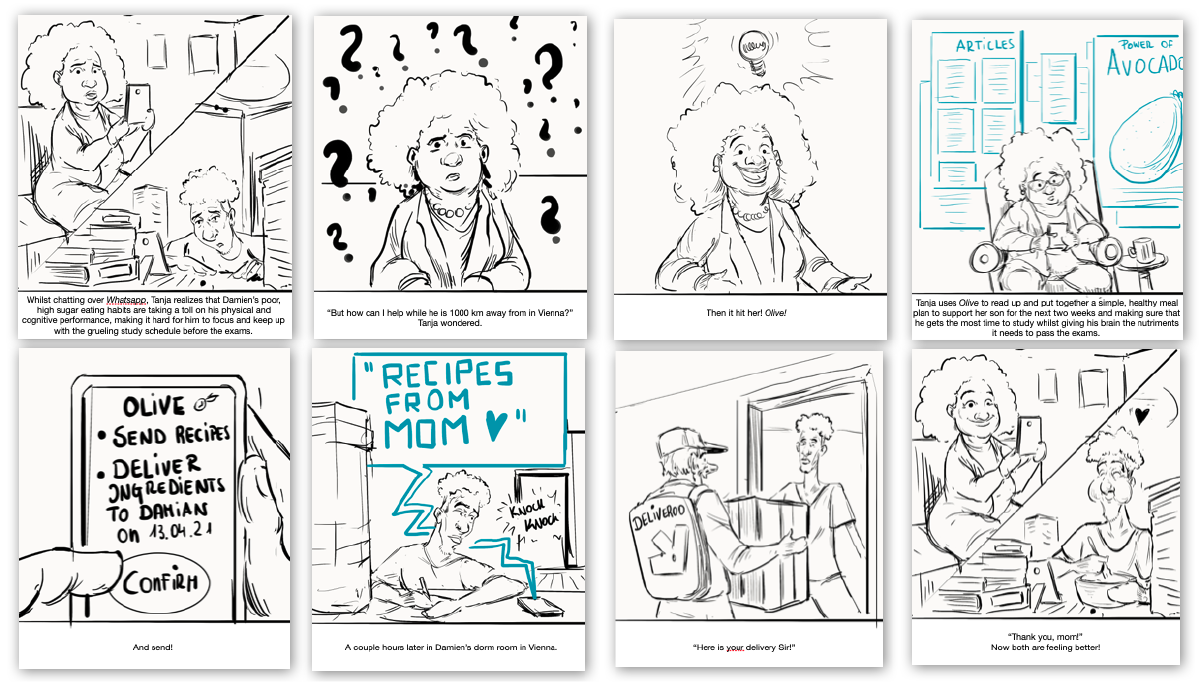 ARTICLES
POWER OF
AVOCADO
Whilst chatting over Whatsapp, Tanja realizes that Damien's poor,
high sugar eating habits are taking a toll on his physical and
cognitive performance, making it hard for him to focus and keep up
with the grueling study schedule before the exams.
"But how can I help while he is 1000 km away from in Vienna?"
Tanja wondered.
Then it hit her! Olive!
Tanja uses Olive to read up and put together a simple, healthy meal
plan to support her son for the next two weeks and making sure that
he gets the most time to study whilst giving his brain the nutriments
it needs to pass the exams.
OLIVE
• SEND RECIPES
• DELIVER
INGREDIENTS
TO DAMIAN
ON 13.04.21
CONFIRM
And send!
"RECIPES
FROM
MOM ♥"
KNOCK
KNOCK
A couple hours later in Damien's dorm room in Vienna.
DELIVEROO
"Here is your delivery Sir!"
"Thank you, mom!"
Now both are feeling better!